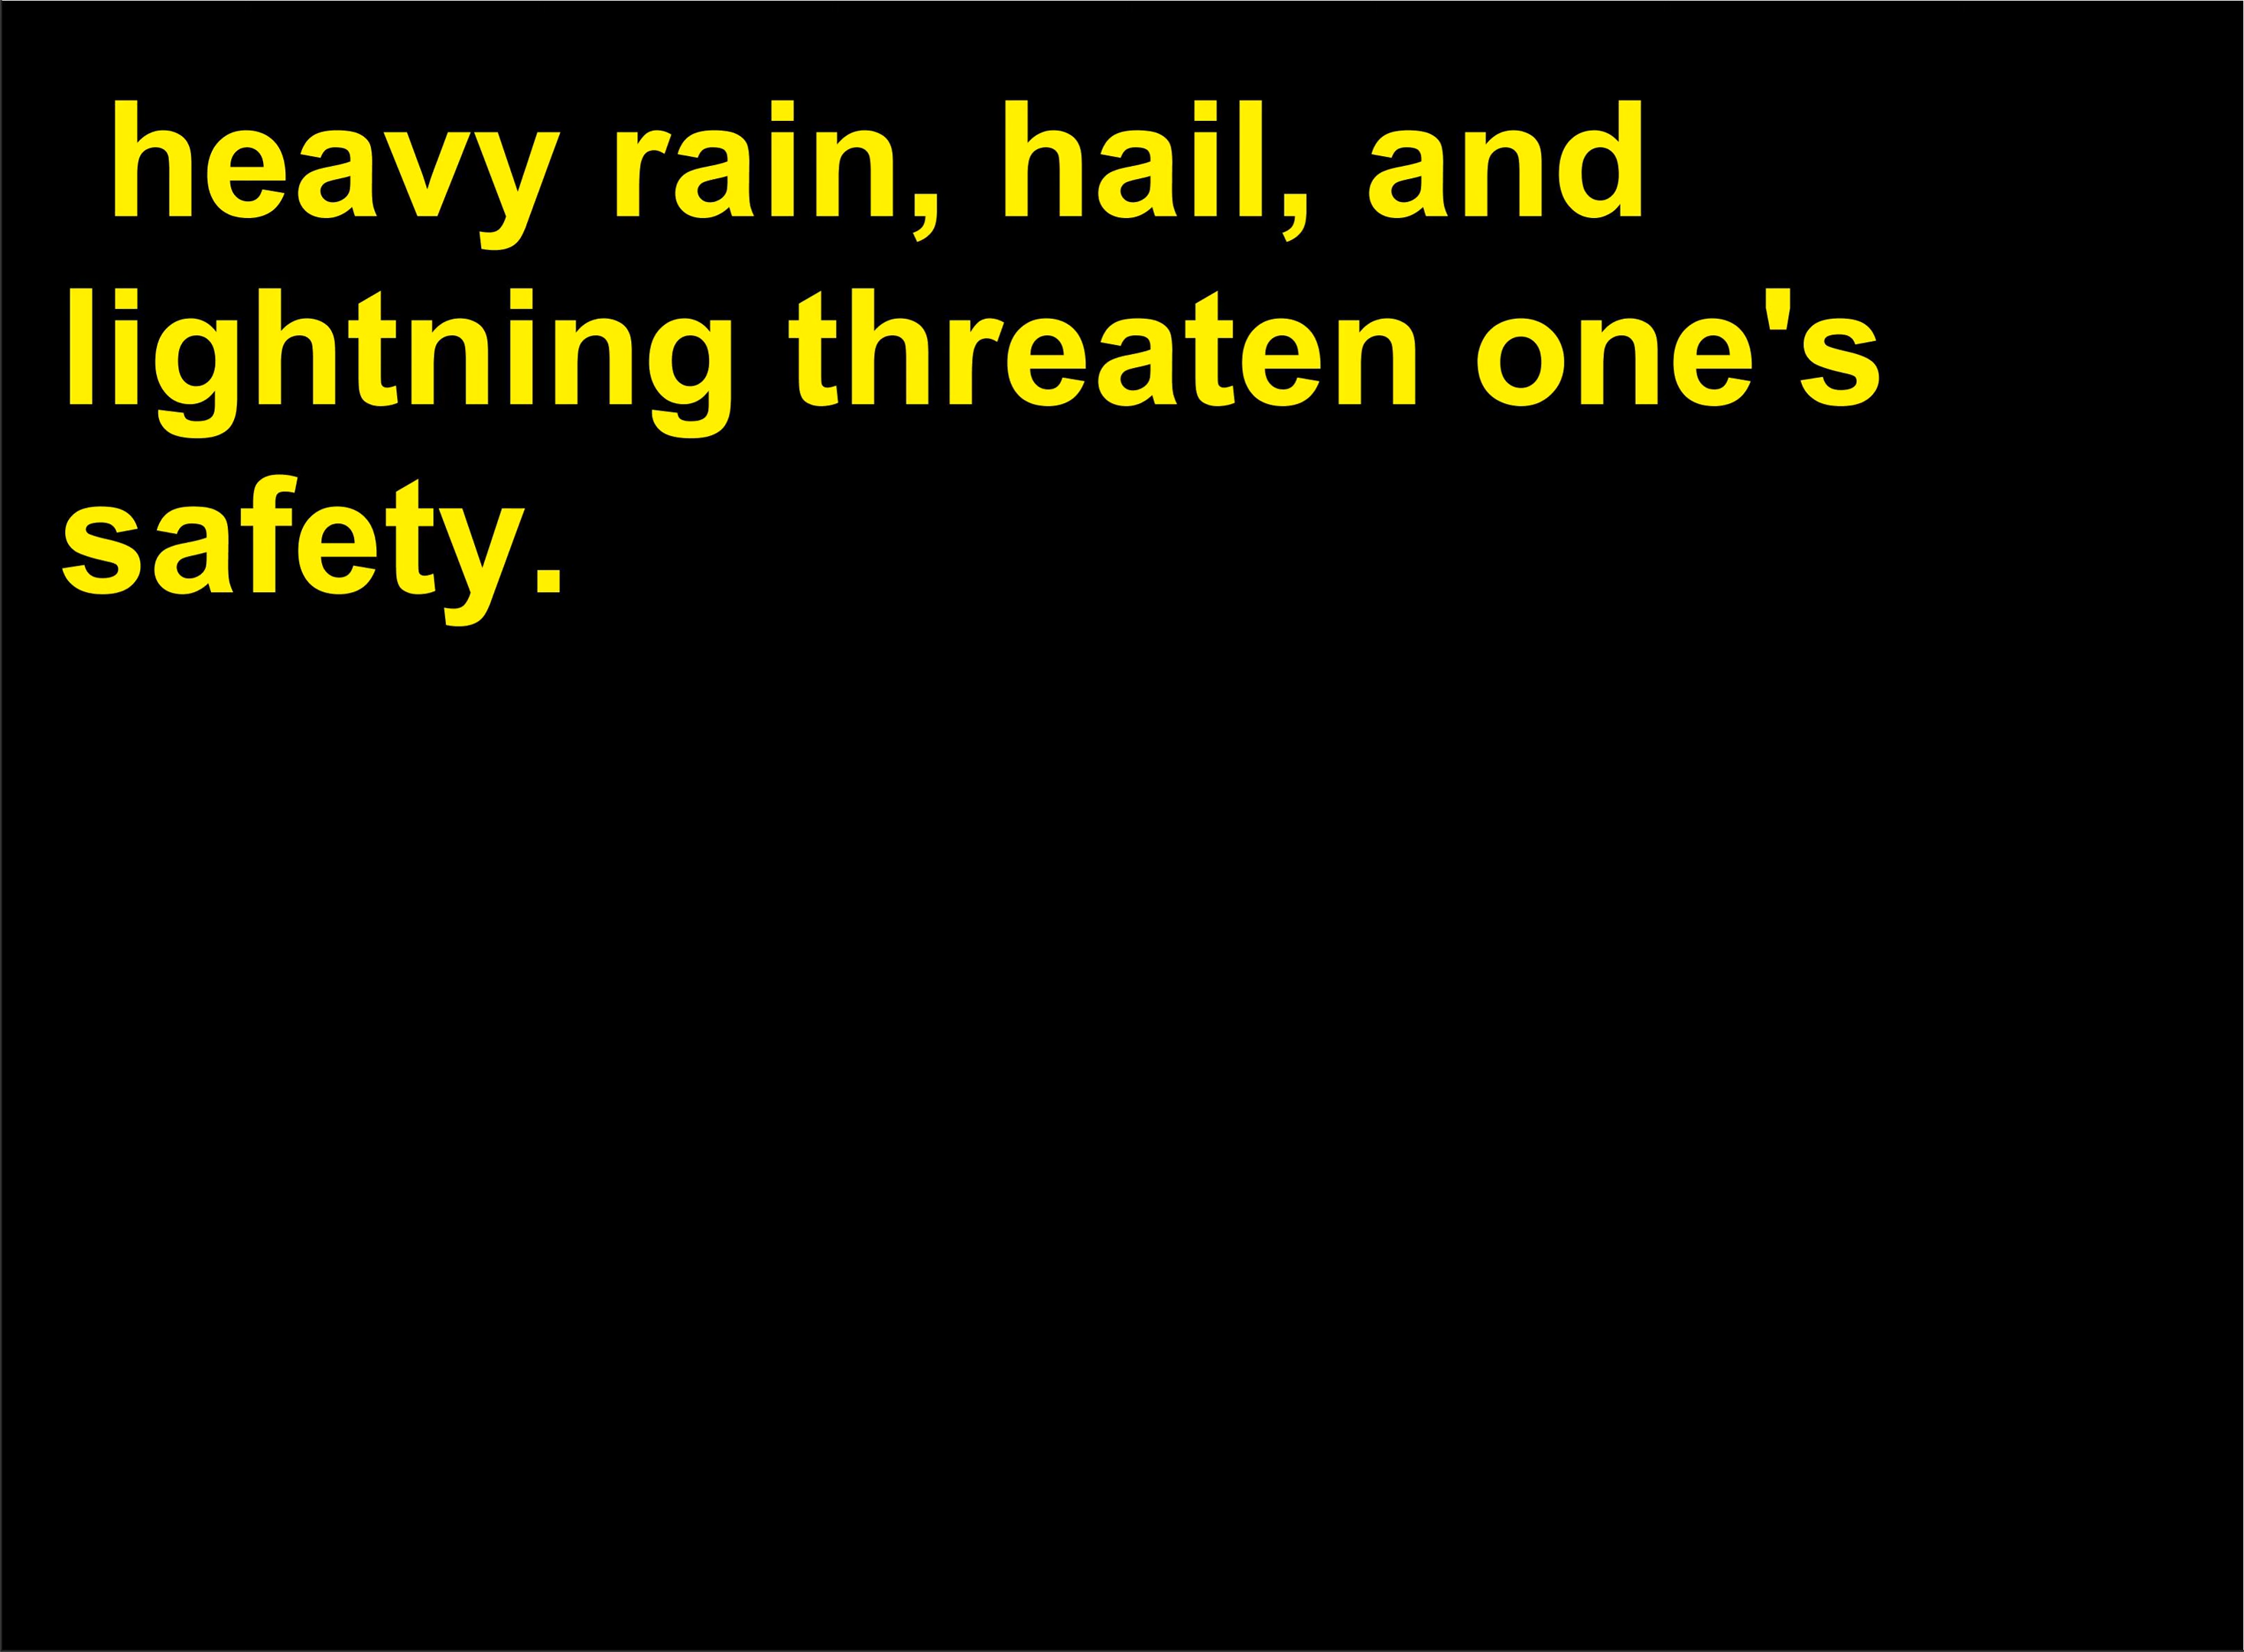 heavy rain, hail, and
lightning threaten one's
safety.